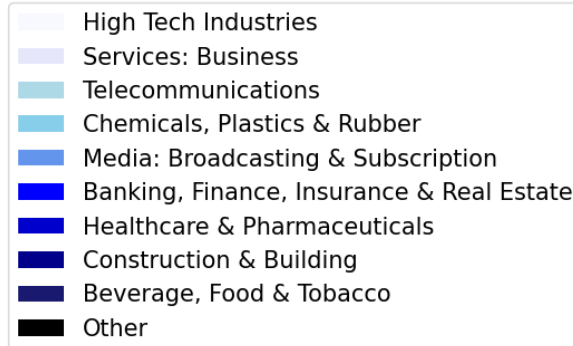 High Tech Industries
Services: Business
Telecommunications
Chemicals, Plastics & Rubber
Media: Broadcasting & Subscription
Banking, Finance, Insurance & Real Estate
Healthcare & Pharmaceuticals
Construction & Building
Beverage, Food & Tobacco
Other